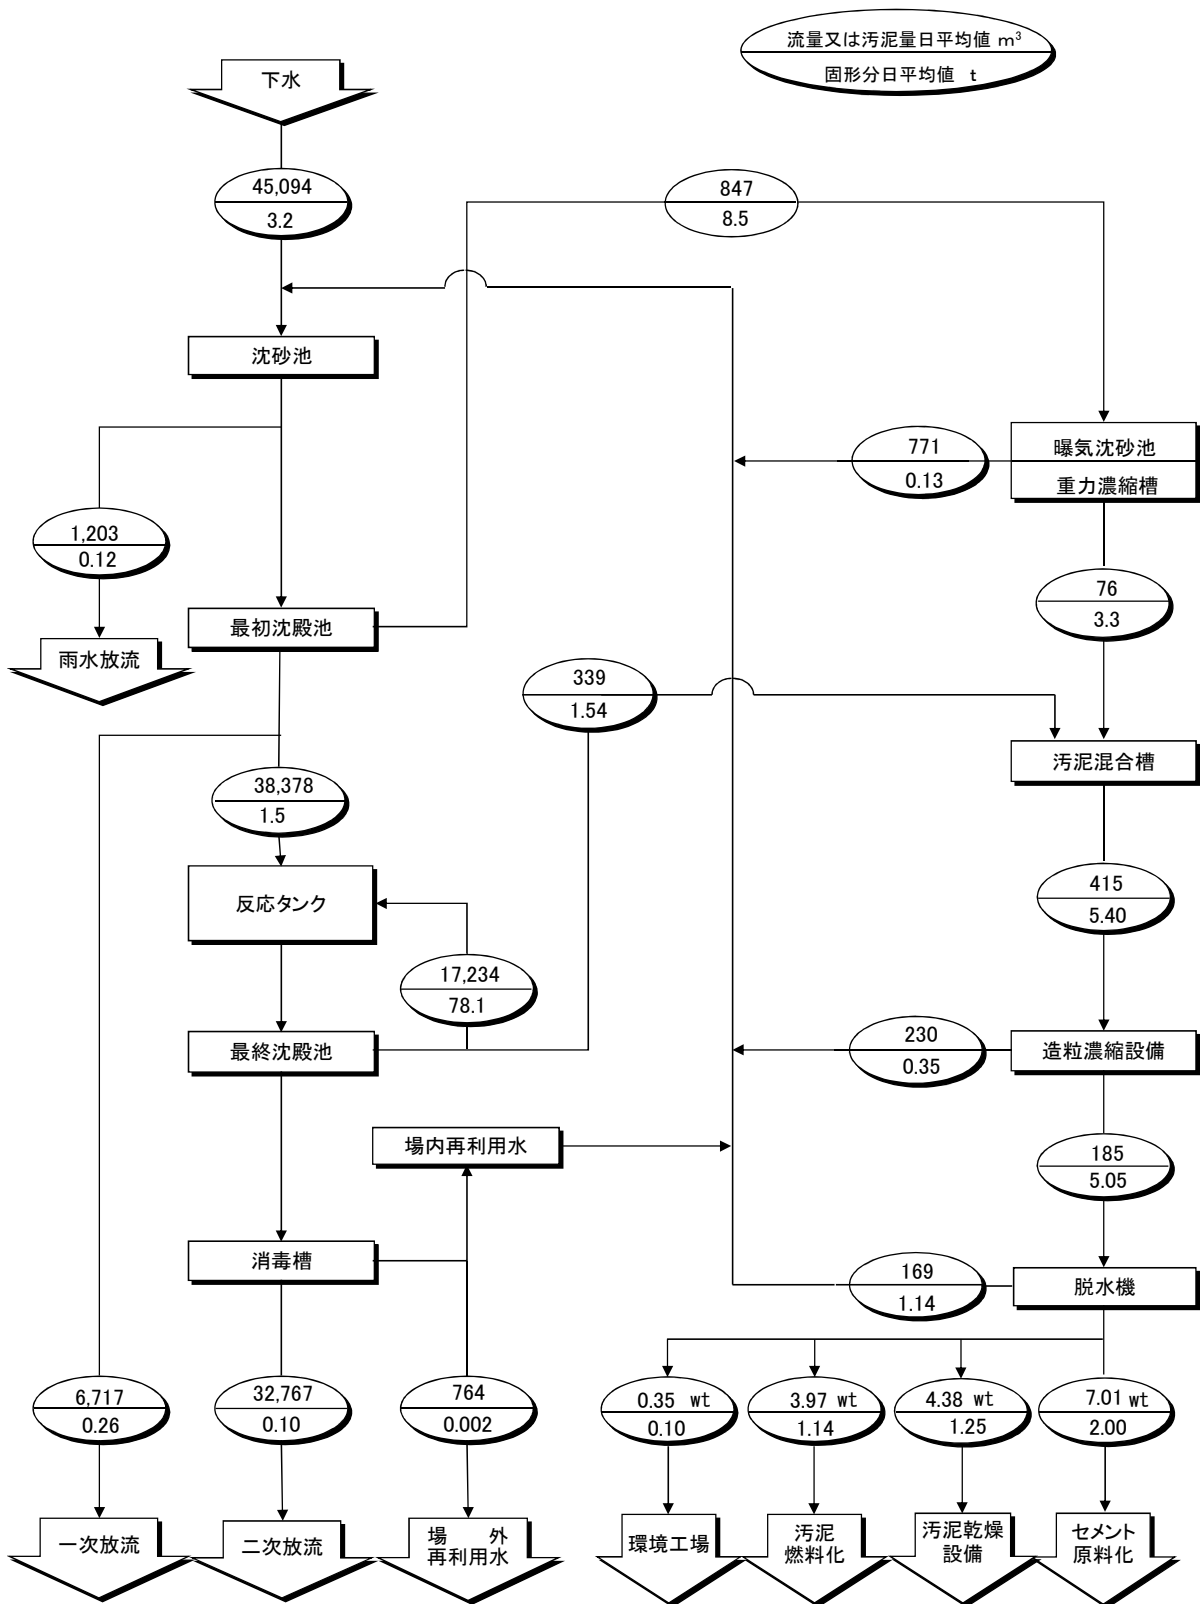 流量又は汚泥量日平均値 m³
固形分日平均値 t
下水
45,094
3.2
847
8.5
沈砂池
771
0.13
曝気沈砂池
重力濃縮槽
1,203
0.12
雨水放流
最初沈殿池
76
3.3
339
1.54
汚泥混合槽
38,378
1.5
反応タンク
415
5.40
17,234
78.1
最終沈殿池
230
0.35
造粒濃縮設備
場内再利用水
185
5.05
消毒槽
169
1.14
脱水機
6,717
0.26
32,767
0.10
764
0.002
0.35 wt
0.10
3.97 wt
1.14
4.38 wt
1.25
7.01 wt
2.00
一次放流
二次放流
場 外
再利用水
環境工場
汚泥
燃料化
汚泥乾燥
設備
セメント
原料化